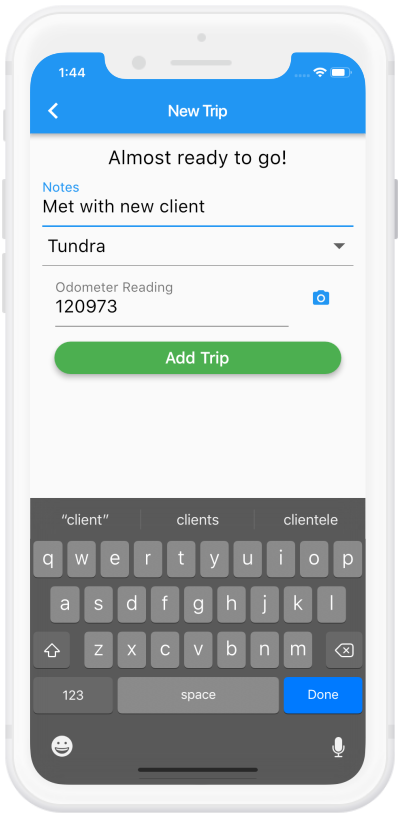 1:44
New Trip
Almost ready to go!
Notes
Met with new client
Tundra
Odometer Reading
120973
Add Trip
“client” clients clientele
q w e r t y u i o p
a s d f g h j k l
z x c v b n m
123 space Done